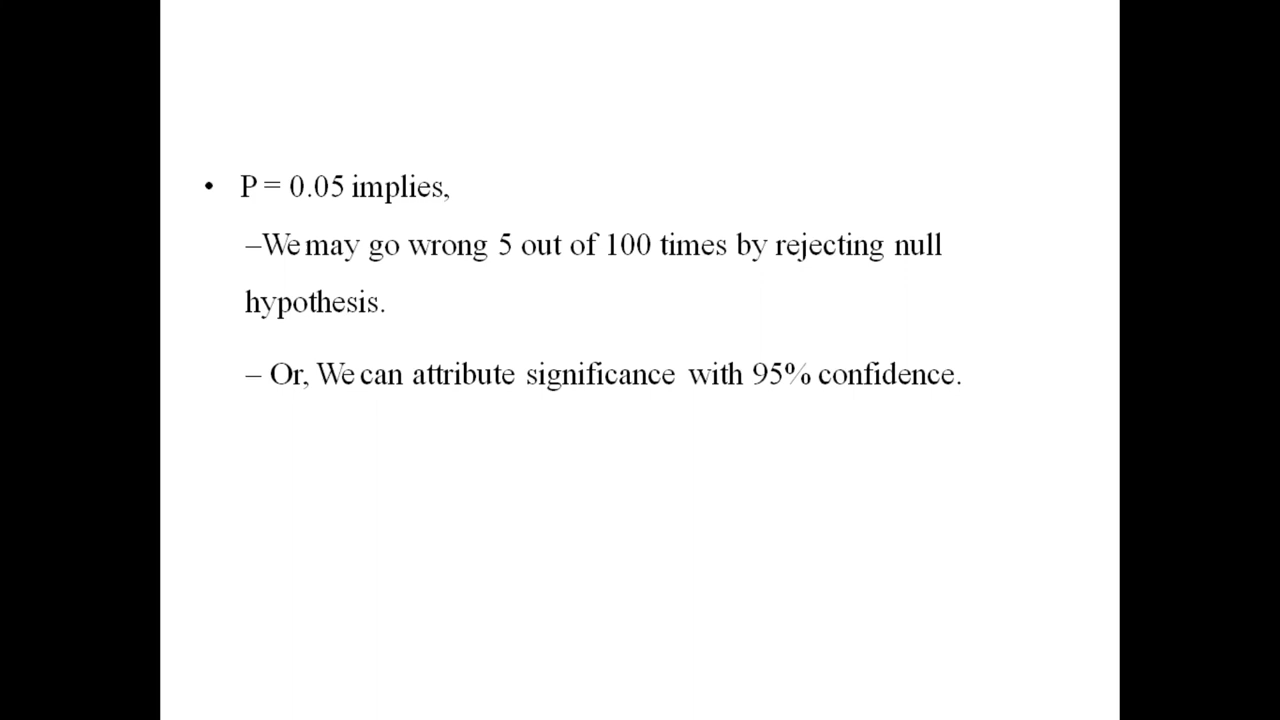 • P = 0.05 implies,
–We may go wrong 5 out of 100 times by rejecting null
hypothesis.
– Or, We can attribute significance with 95% confidence.